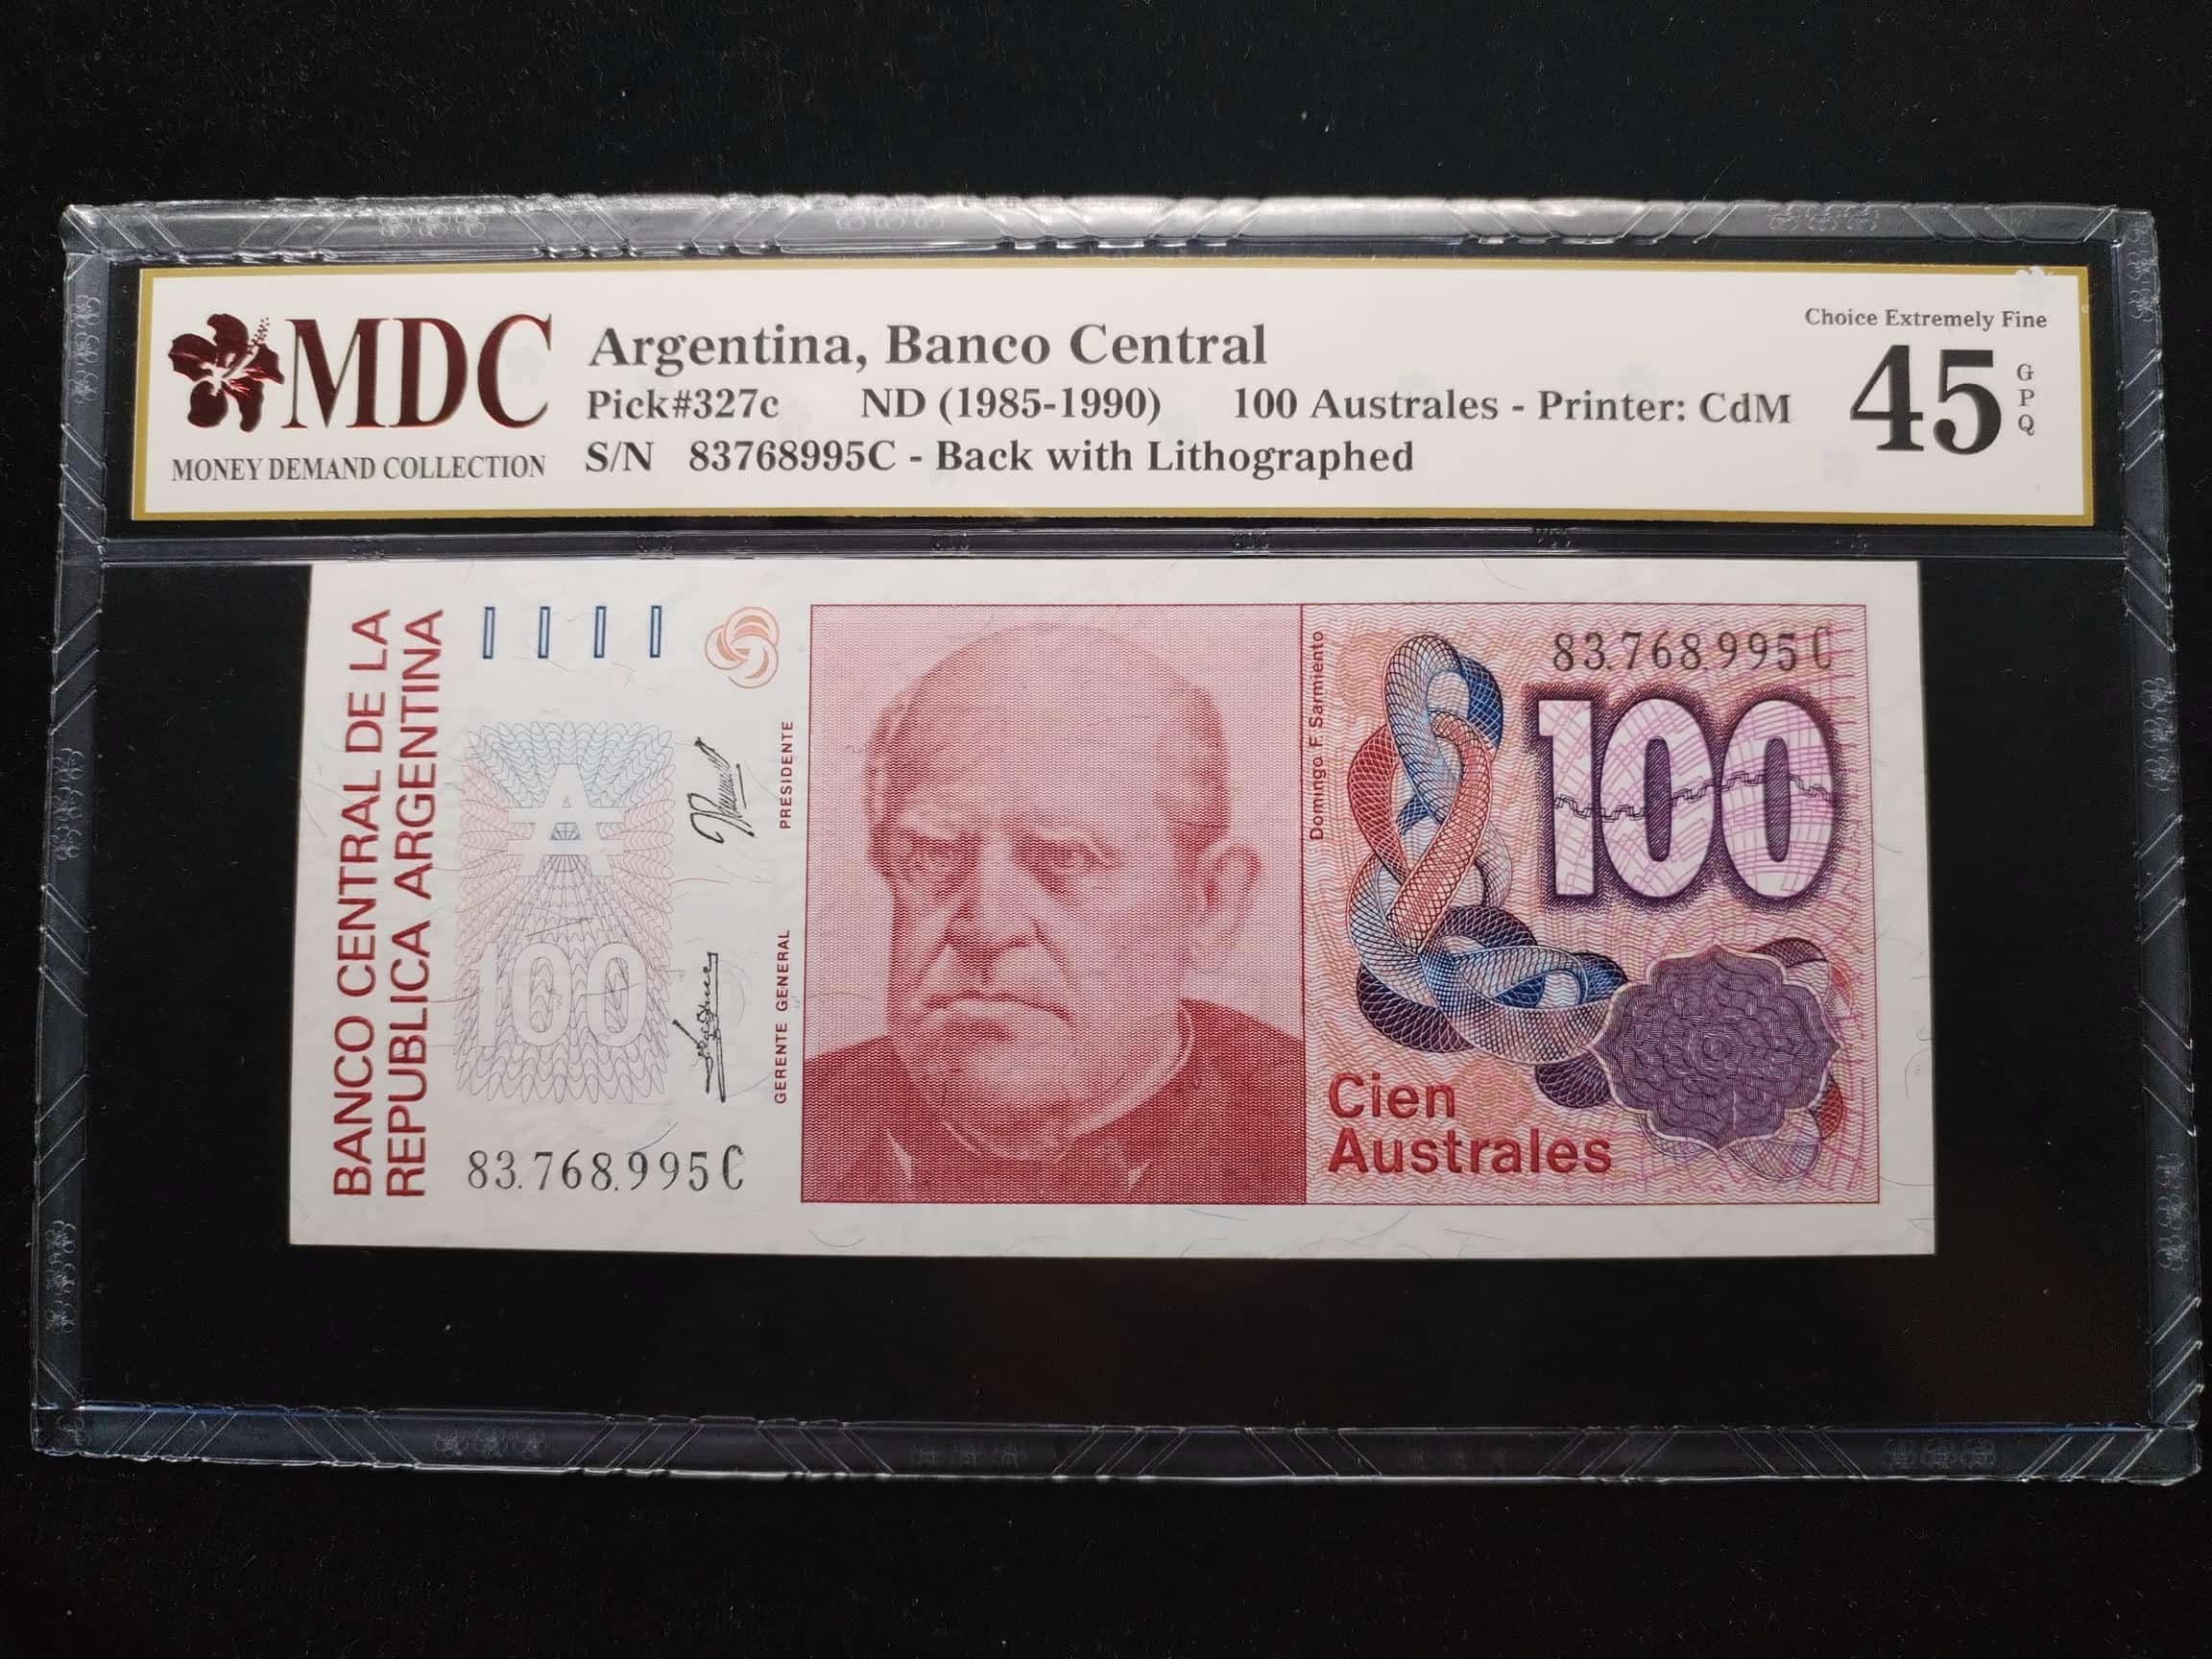 MDC
MONEY DEMAND COLLECTION
Argentina, Banco Central
Pick#327c ND (1985-1990) 100 Australes - Printer: CdM
S/N 83768995C - Back with Lithographed
Choice Extremely Fine
45
GPQ
BANCO CENTRAL DE LA
REPUBLICA ARGENTINA
100
83.768.995C
PRESIDENTE
GERENTE GENERAL
Domingo F. Sarmiento
83.768.995C
100
Cien
Australes